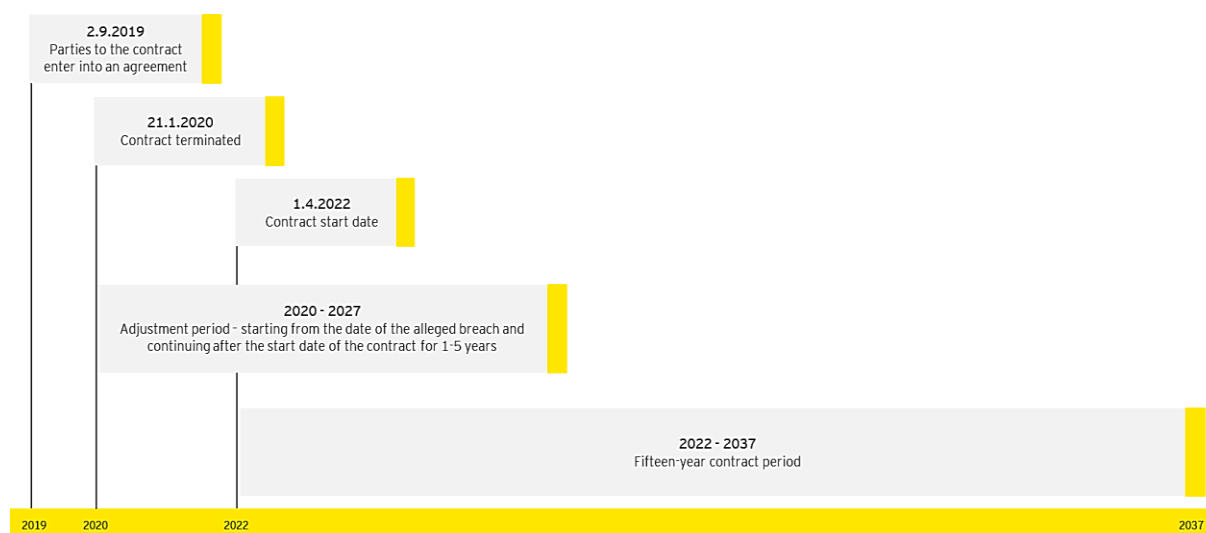 2.9.2019
Parties to the contract
enter into an agreement
21.1.2020
Contract terminated
1.4.2022
Contract start date
2020 - 2027
Adjustment period - starting from the date of the alleged breach and
continuing after the start date of the contract for 1-5 years
2022 - 2037
Fifteen-year contract period
2019 2020 2022 2037